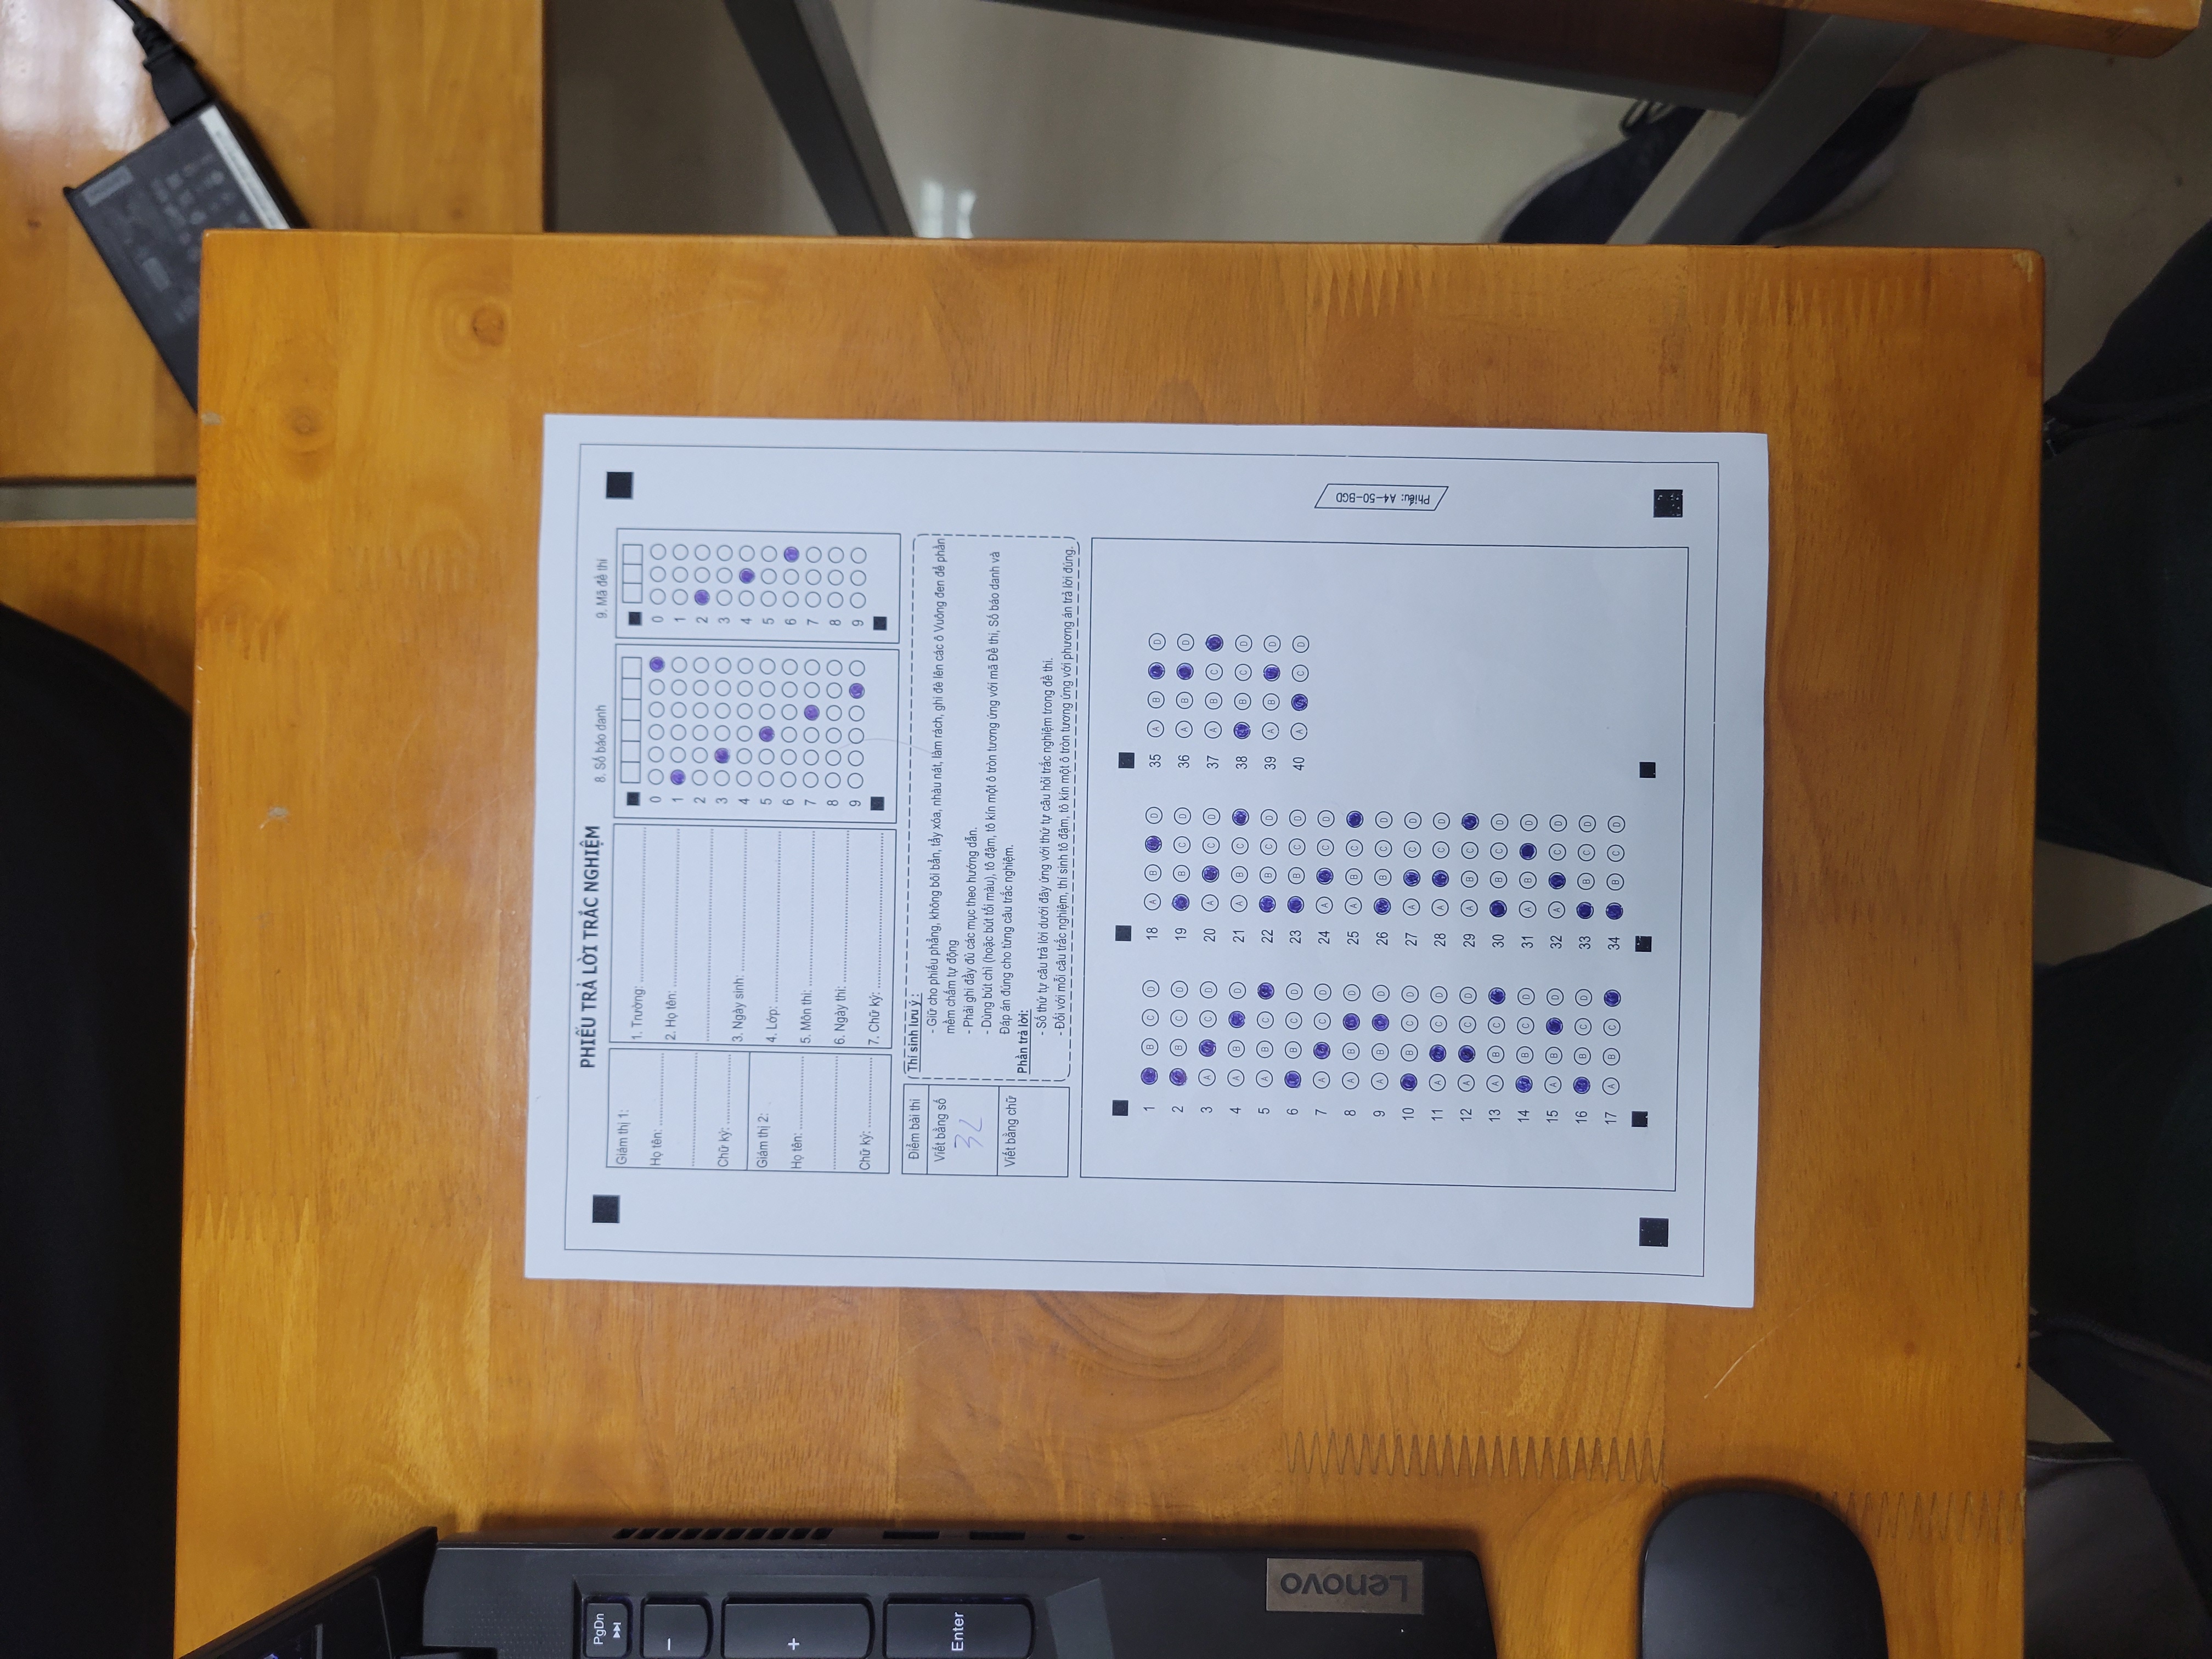 PgDn
+
Enter
Lenovo
PHIẾU TRẢ LỜI TRẮC NGHIỆM
8. Số báo danh
9. Mã đề thi
Giám thị 1:
Họ tên:
Chữ ký:
Giám thị 2:
Họ tên:
Chữ ký:
1. Trường:
2. Họ tên:
3. Ngày sinh:
4. Lớp:
5. Môn thi:
6. Ngày thi:
7. Chữ ký:
0 0
1 1
2 2
3 3
4 4
5 5
6 6
7 7
8 8
9 9
Điểm bài thi
Viết bằng số
32
Viết bằng chữ
Thí sinh lưu ý :
- Giữ cho phiếu phẳng, không bôi bẩn, tẩy xóa, nhàu nát, làm rách, ghi đè lên các ô Vuông đen để phần
mềm chấm tự động
- Phải ghi đầy đủ các mục theo hướng dẫn.
- Dùng bút chì (hoặc bút tối màu), tô đậm, tô kín một ô tròn tương ứng với mã Đề thi, Số báo danh và
Đáp án đúng cho từng câu trắc nghiệm.
Phần trả lời:
- Số thứ tự câu trả lời dưới đây ứng với thứ tự câu hỏi trắc nghiệm trong đề thi.
- Đối với mỗi câu trắc nghiệm, thí sinh tô đậm, tô kín một ô tròn tương ứng với phương án trả lời đúng.
1 B C D
2 B C D
3 A C D
4 A B D
5 A B C
6 B C D
7 A C D
8 A B D
9 A B D
10 B C D
11 A C D
12 A C D
13 A B C
14 B C D
15 A B D
16 B C D
17 A B C
18 A B D
19 B C D
20 A C D
21 A B C
22 B C D
23 B C D
24 A C D
25 A B C
26 B C D
27 A C D
28 A C D
29 A B C
30 B C D
31 A B D
32 A C D
33 B C D
34 B C D
35 A B D
36 A B D
37 A B C
38 B C D
39 A B D
40 A C D
Phiếu: A4-50-BGD